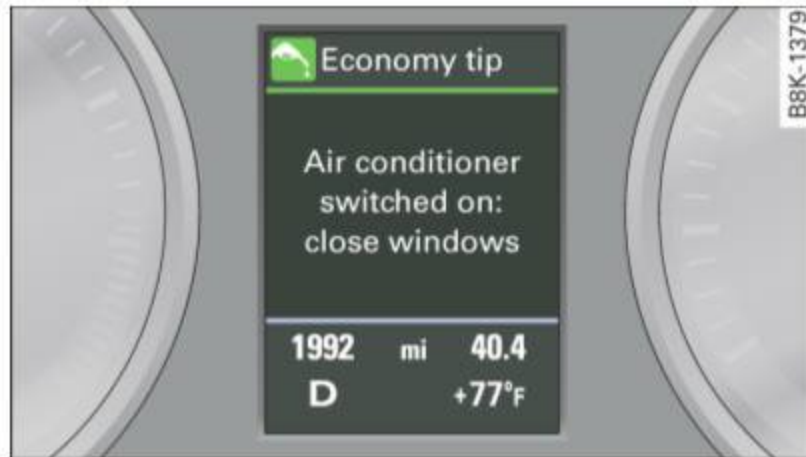 Economy tip
Air conditioner
switched on:
close windows
1992 mi 40.4
D +77°F
B8K-1379